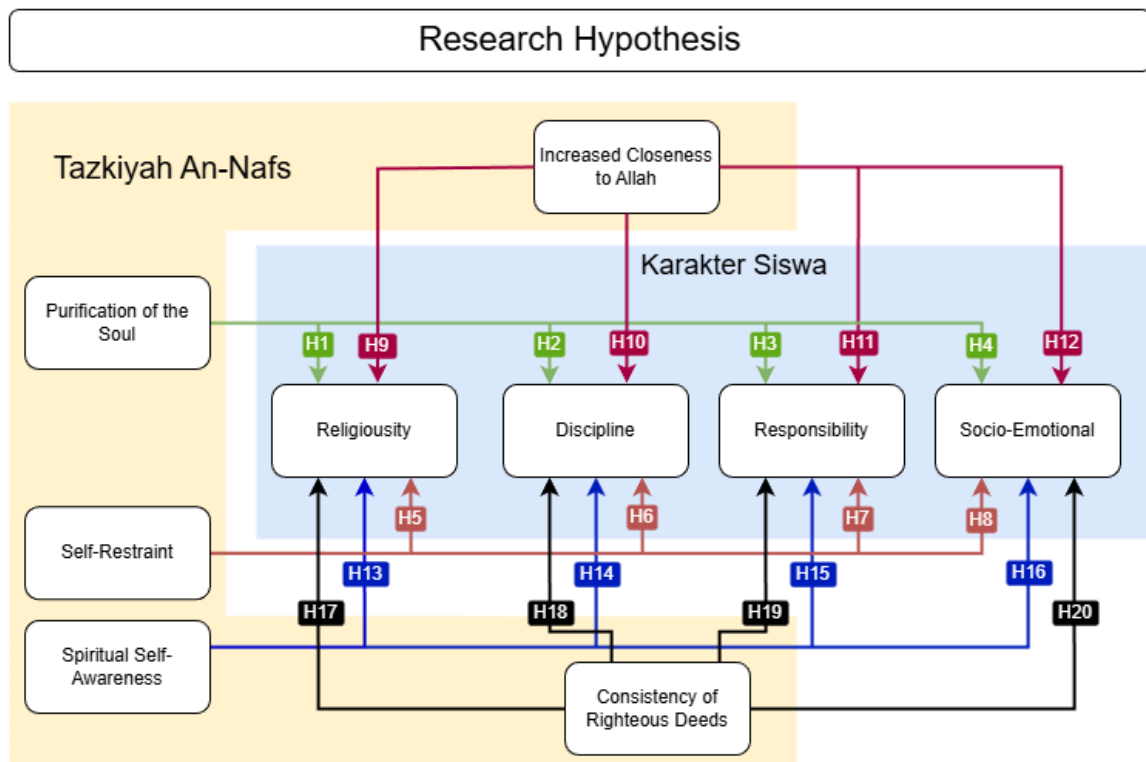 Research Hypothesis
Tazkiyah An-Nafs
Increased Closeness
to Allah
Karakter Siswa
Purification of the
Soul
H1
H9
H2
H10
H3
H11
H4
H12
Religiousity
Discipline
Responsibility
Socio-Emotional
Self-Restraint
H5
H6
H7
H8
H13
H14
H15
H16
H17
H18
H19
H20
Spiritual Self-
Awareness
Consistency of
Righteous Deeds